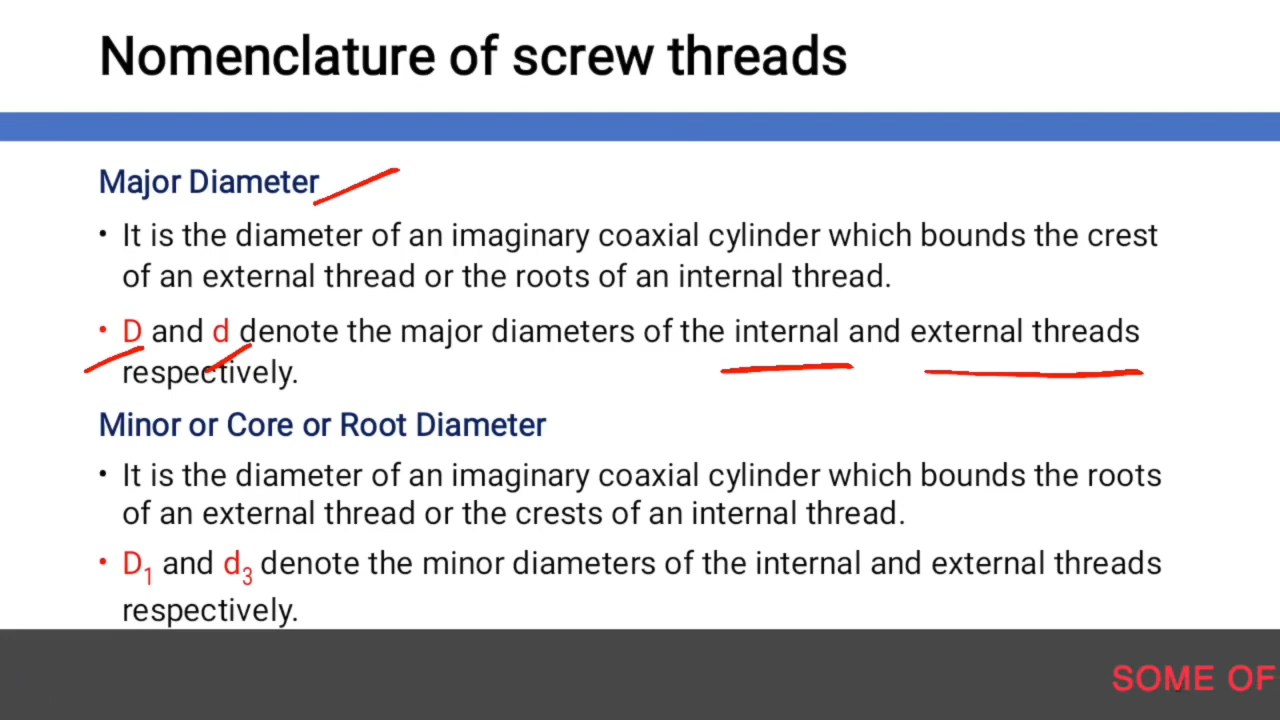 Nomenclature of screw threads
Major Diameter
• It is the diameter of an imaginary coaxial cylinder which bounds the crest
of an external thread or the roots of an internal thread.
• D and d denote the major diameters of the internal and external threads
respectively.
Minor or Core or Root Diameter
• It is the diameter of an imaginary coaxial cylinder which bounds the roots
of an external thread or the crests of an internal thread.
• D₁ and d₃ denote the minor diameters of the internal and external threads
respectively.
SOME OF